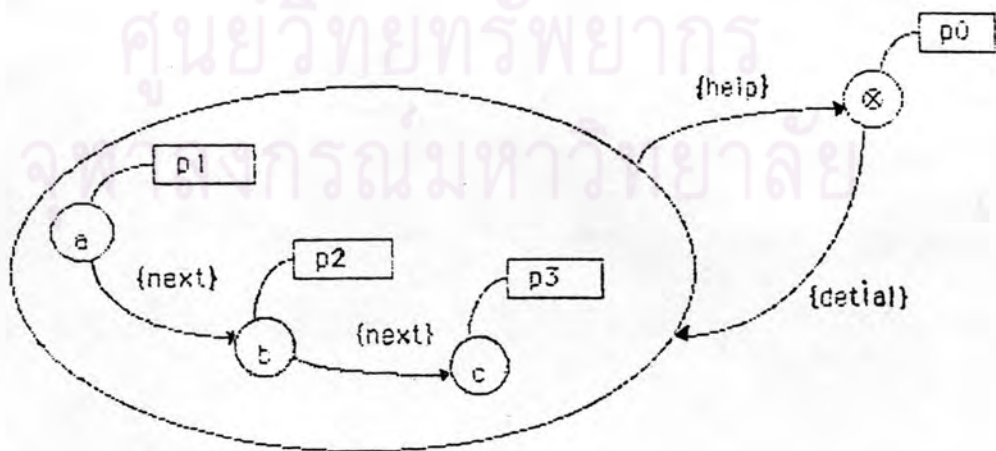 ศูนย์วิทยทรัพยากร
จุฬาลงกรณ์มหาวิทยาลัย
p0
{help}
⊗
p1
a
{next}
p2
p3
{detial}
b
{next}
c